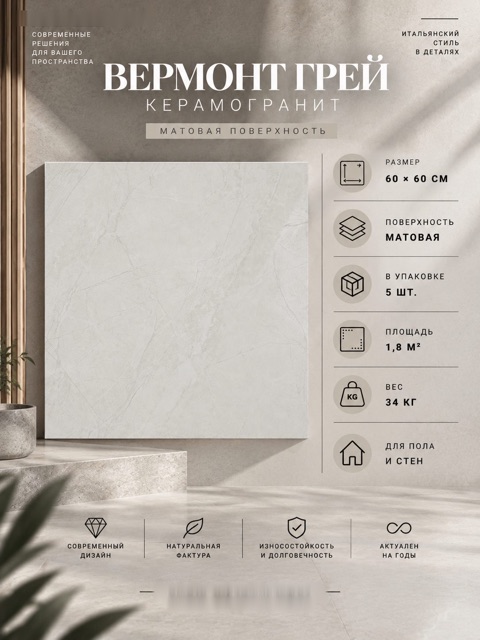 СОВРЕМЕННЫЕ
РЕШЕНИЯ
ДЛЯ ВАШЕГО
ПРОСТРАНСТВА
ИТАЛЬЯНСКИЙ
СТИЛЬ
В ДЕТАЛЯХ
ВЕРМОНТ ГРЕЙ
КЕРАМОГРАНИТ
МАТОВАЯ ПОВЕРХНОСТЬ
РАЗМЕР
60 × 60 СМ
ПОВЕРХНОСТЬ
МАТОВАЯ
В УПАКОВКЕ
5 ШТ.
ПЛОЩАДЬ
1,8 М²
KG
ВЕС
34 КГ
ДЛЯ ПОЛА
И СТЕН
СОВРЕМЕННЫЙ
ДИЗАЙН
НАТУРАЛЬНАЯ
ФАКТУРА
ИЗНОСОСТОЙКОСТЬ
И ДОЛГОВЕЧНОСТЬ
АКТУАЛЕН
НА ГОДЫ